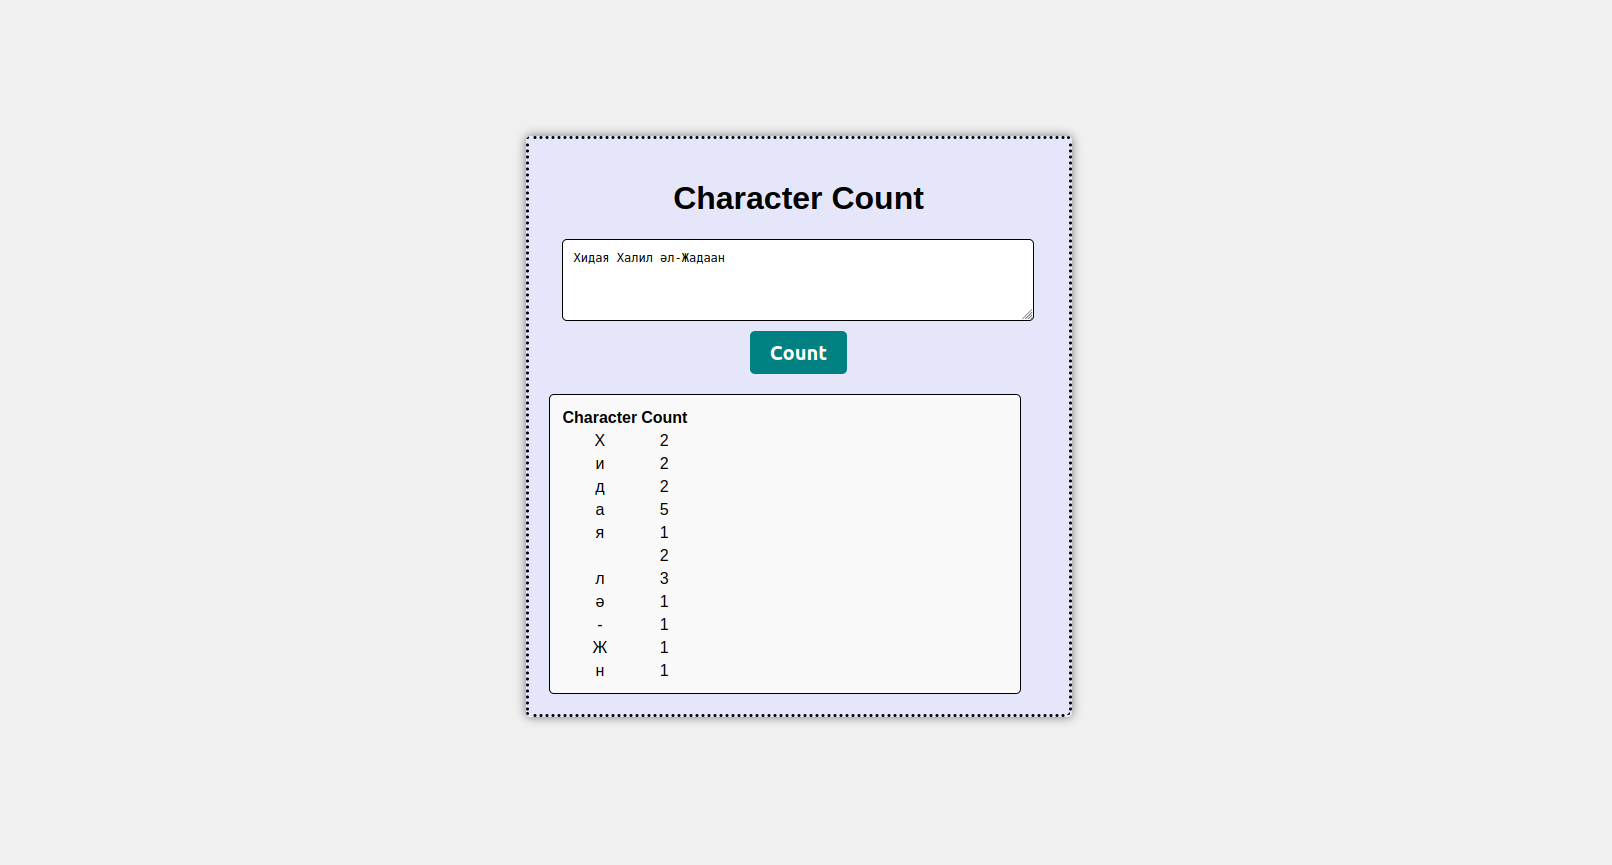 Character Count
Хидая Халил әл-Жадаан
Count
Character Count
Х 2
и 2
д 2
а 5
я 1
2
л 3
ә 1
- 1
Ж 1
н 1